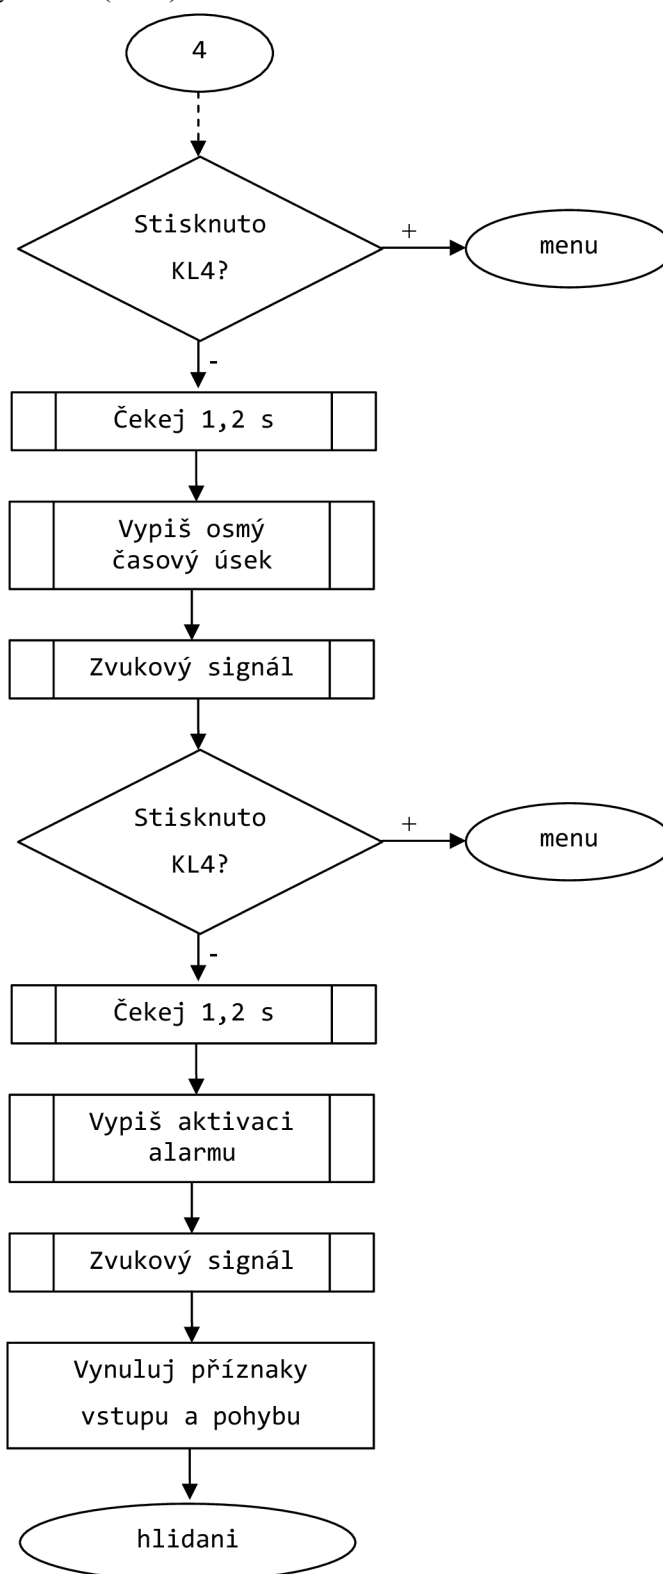 4
Stisknuto
KL4?
+
menu
-
Čekej 1,2 s
Vypiš osmý
časový úsek
Zvukový signál
Stisknuto
KL4?
+
menu
-
Čekej 1,2 s
Vypiš aktivaci
alarmu
Zvukový signál
Vynuluj příznaky
vstupu a pohybu
hlidani